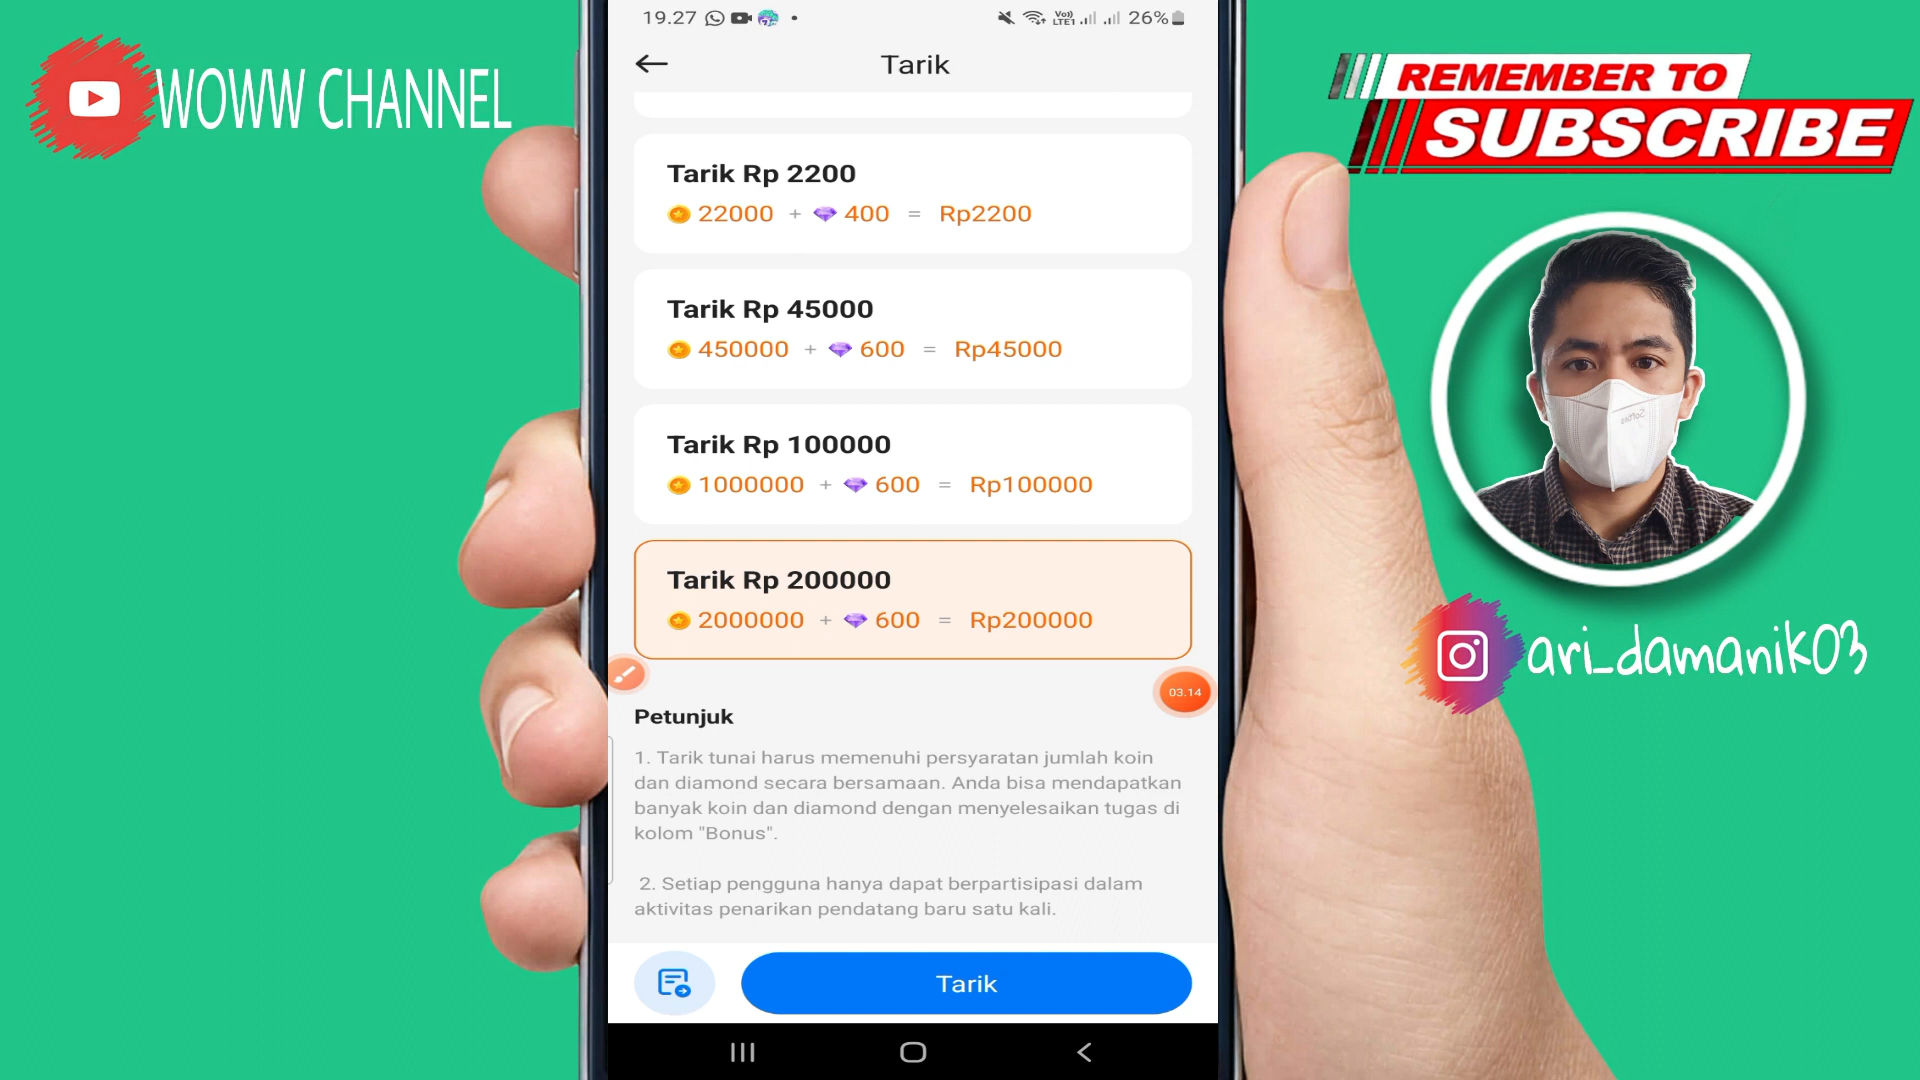 WOWW CHANNEL
REMEMBER TO
SUBSCRIBE
ari_damanik03
19.27
Vo))
LTE1
26%
Tarik
Tarik Rp 2200
22000 + 400 = Rp2200
Tarik Rp 45000
450000 + 600 = Rp45000
Tarik Rp 100000
1000000 + 600 = Rp100000
Tarik Rp 200000
2000000 + 600 = Rp200000
03.14
Petunjuk
1. Tarik tunai harus memenuhi persyaratan jumlah koin
dan diamond secara bersamaan. Anda bisa mendapatkan
banyak koin dan diamond dengan menyelesaikan tugas di
kolom "Bonus".
2. Setiap pengguna hanya dapat berpartisipasi dalam
aktivitas penarikan pendatang baru satu kali.
Tarik